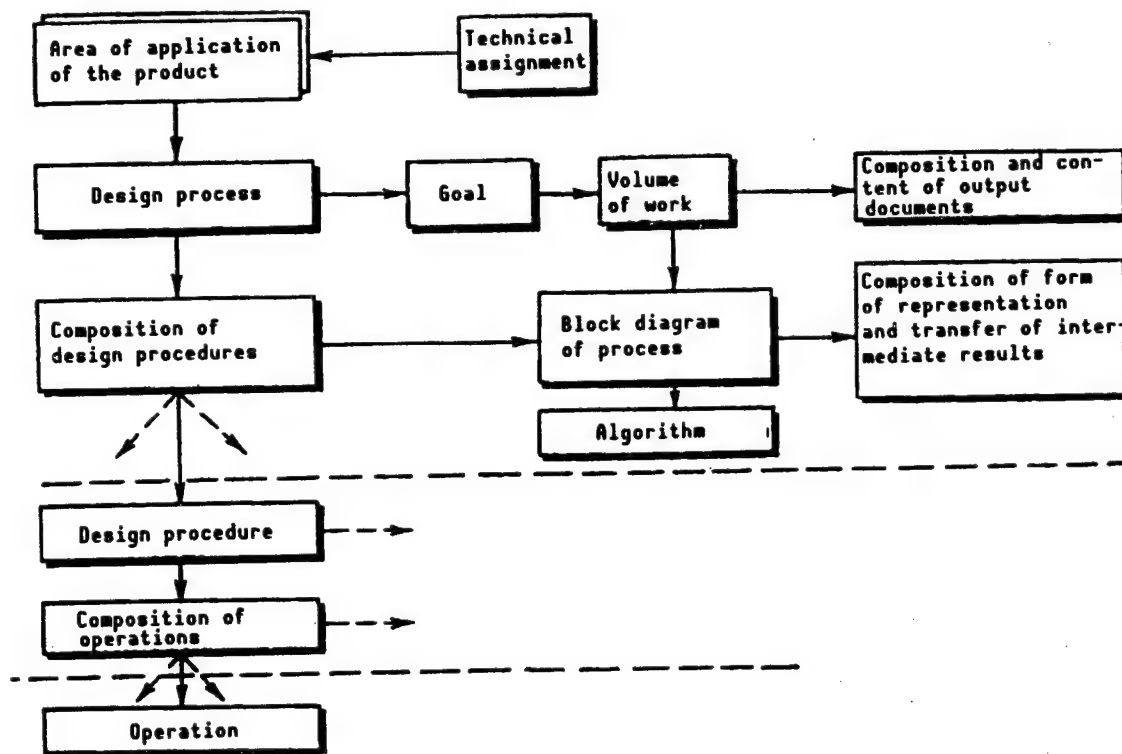 Area of application
of the product
Technical
assignment
Design process
Goal
Volume
of work
Composition and con-
tent of output
documents
Composition of
design procedures
Block diagram
of process
Composition of form
of representation
and transfer of inter-
mediate results
Algorithm
Design procedure
Composition of
operations
Operation